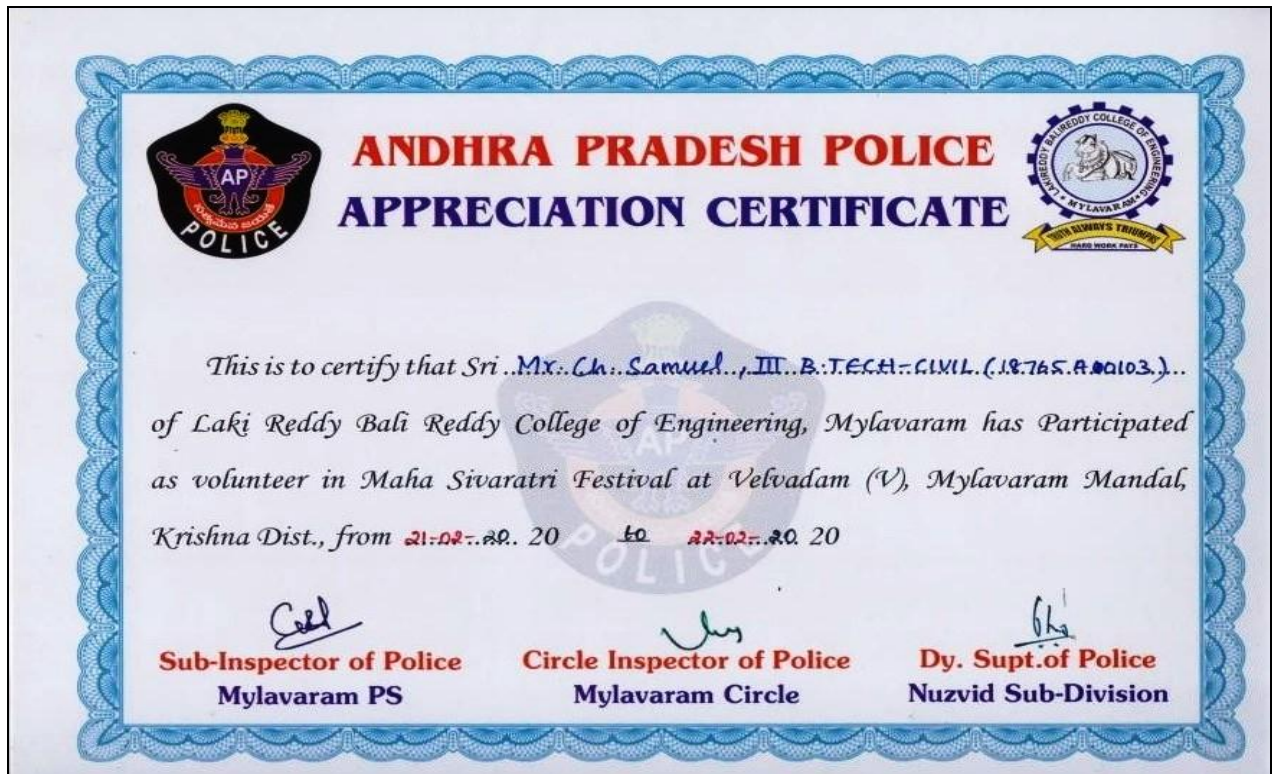 ANDHRA PRADESH POLICE
APPRECIATION CERTIFICATE
AP
POLICE
LAKIREDDY BALIREDDY COLLEGE OF ENGINEERING
MYLAVARAM
TRUTH ALWAYS TRIUMPHS
HARD WORK PAYS
This is to certify that Sri Mr. Ch. Samuel, III B.TECH-CIVIL (18765A00103)
of Laki Reddy Bali Reddy College of Engineering, Mylavaram has Participated
as volunteer in Maha Sivaratri Festival at Velvadam (V), Mylavaram Mandal,
Krishna Dist., from 21-02-20. 20 to 22-02-20. 20
AP
POLICE
Sub-Inspector of Police
Mylavaram PS
Circle Inspector of Police
Mylavaram Circle
Dy. Supt.of Police
Nuzvid Sub-Division